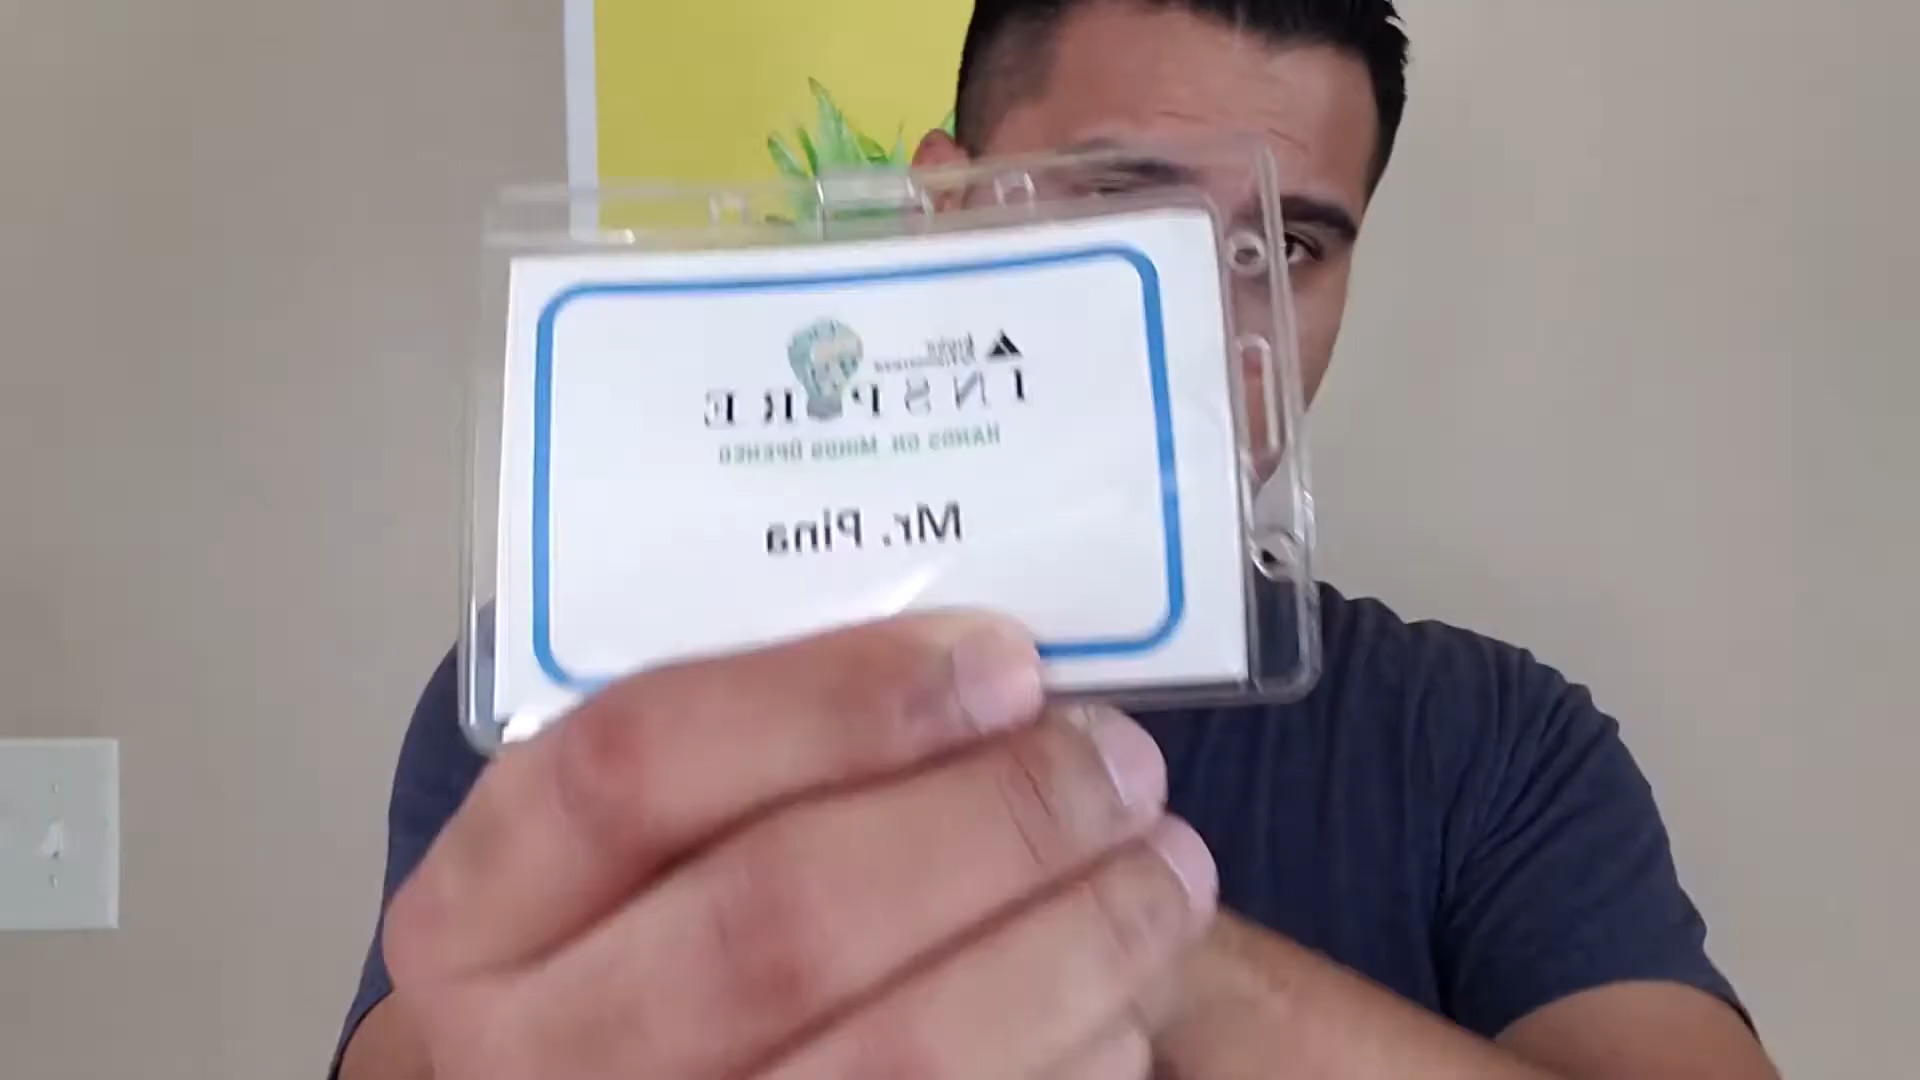 INSPIRE
HANDS ON, MINDS OPENED
Mr. Pina